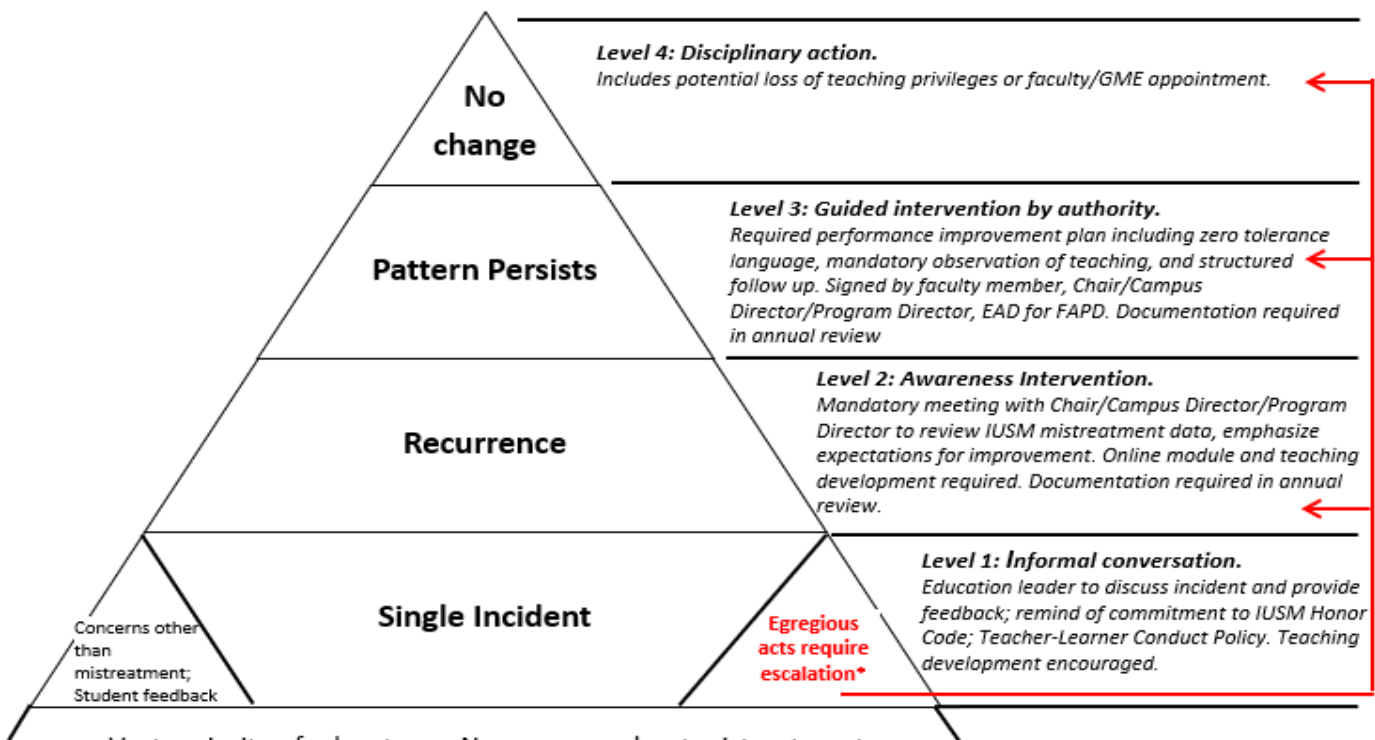 No
change
Level 4: Disciplinary action.
Includes potential loss of teaching privileges or faculty/GME appointment.
Pattern Persists
Level 3: Guided intervention by authority.
Required performance improvement plan including zero tolerance
language, mandatory observation of teaching, and structured
follow up. Signed by faculty member, Chair/Campus
Director/Program Director, EAD for FAPD. Documentation required
in annual review
Recurrence
Level 2: Awareness Intervention.
Mandatory meeting with Chair/Campus Director/Program
Director to review IUSM mistreatment data, emphasize
expectations for improvement. Online module and teaching
development required. Documentation required in annual
review.
Concerns other
than
mistreatment;
Student feedback
Single Incident
Egregious
acts require
escalation*
Level 1: Informal conversation.
Education leader to discuss incident and provide
feedback; remind of commitment to IUSM Honor
Code; Teacher-Learner Conduct Policy. Teaching
development encouraged.